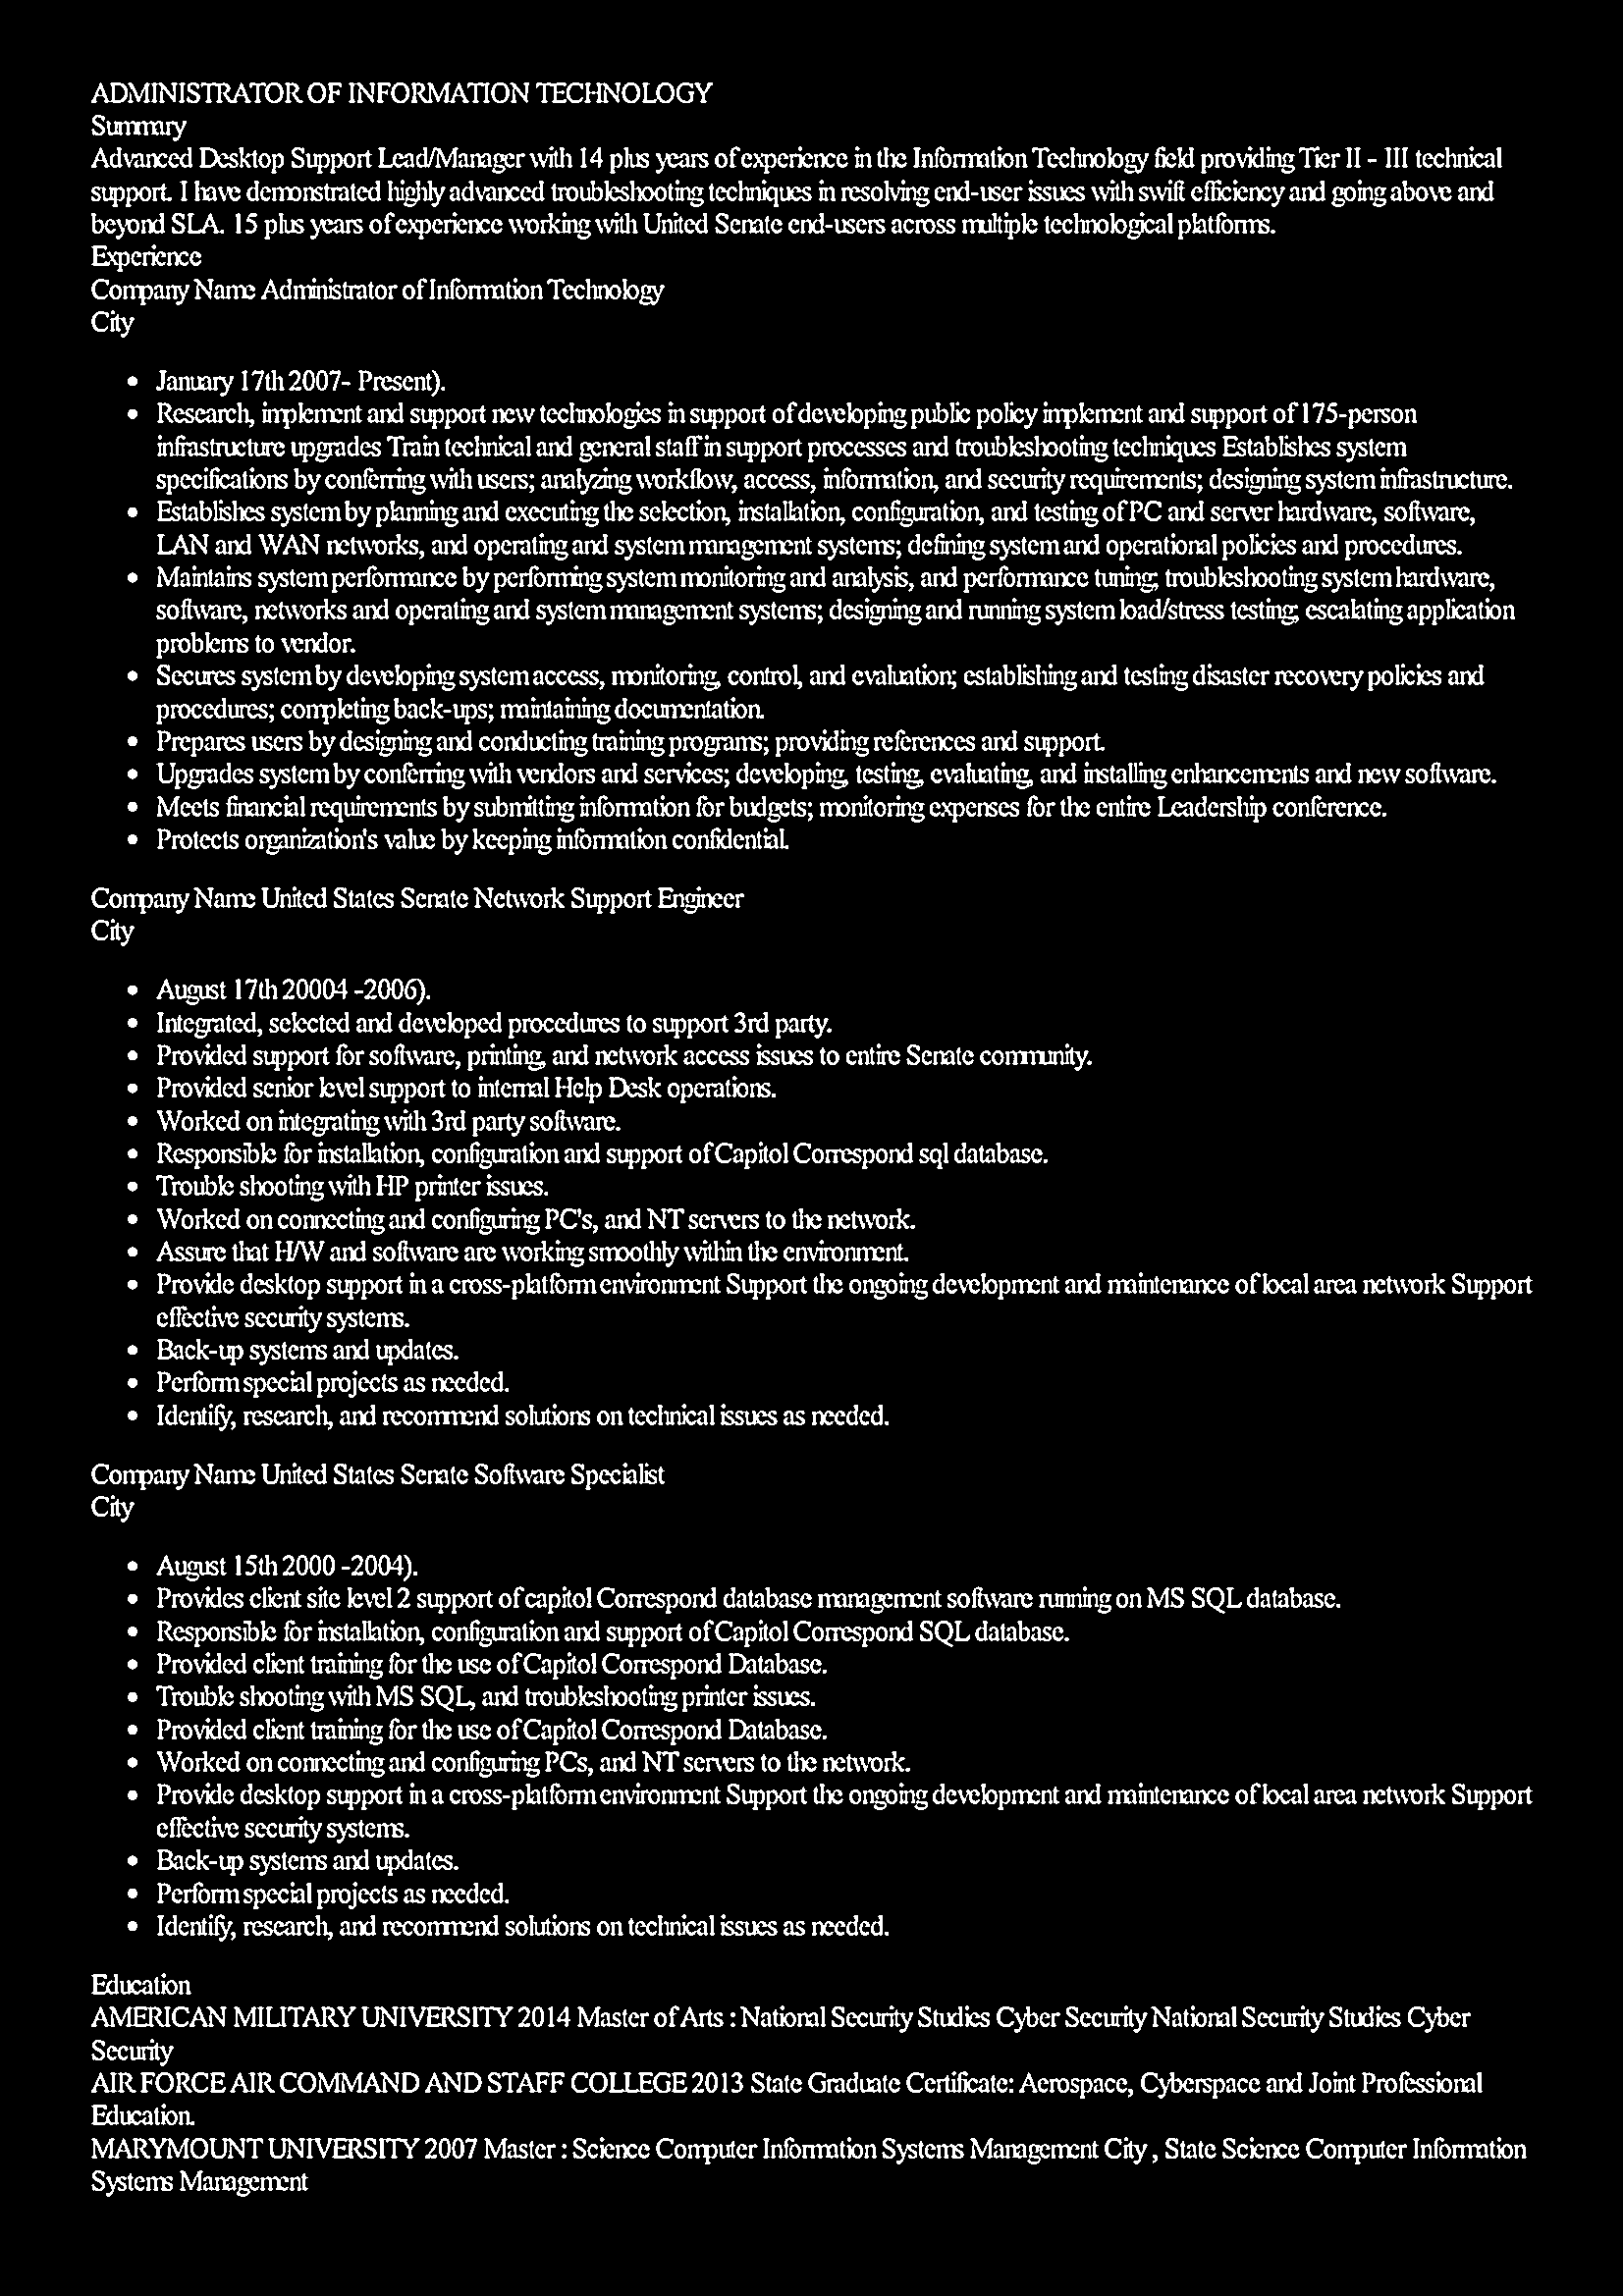 ADMINISTRATOR OF INFORMATION TECHNOLOGY
Summary
Advanced Desktop Support Lead/Manager with 14 plus years of experience in the Information Technology field providing Tier II - III technical
support. I have demonstrated highly advanced troubleshooting techniques in resolving end-user issues with swift efficiency and going above and
beyond SLA. 15 plus years of experience working with United Senate end-users across multiple technological platforms.
Experience
Company Name Administrator of Information Technology
City
• January 17th 2007- Present).
• Research, implement and support new technologies in support of developing public policy implement and support of 175-person
infrastructure upgrades Train technical and general staff in support processes and troubleshooting techniques Establishes system
specifications by conferring with users; analyzing workflow, access, information, and security requirements; designing system infrastructure.
• Establishes system by planning and executing the selection, installation, configuration, and testing of PC and server hardware, software,
LAN and WAN networks, and operating and system management systems; defining system and operational policies and procedures.
• Maintains system performance by performing system monitoring and analysis, and performance tuning; troubleshooting system hardware,
software, networks and operating and system management systems; designing and running system load/stress testing; escalating application
problems to vendor.
• Secures system by developing system access, monitoring, control, and evaluation; establishing and testing disaster recovery policies and
procedures; completing back-ups; maintaining documentation.
• Prepares users by designing and conducting training programs; providing references and support.
• Upgrades system by conferring with vendors and services; developing, testing, evaluating, and installing enhancements and new software.
• Meets financial requirements by submitting information for budgets; monitoring expenses for the entire Leadership conference.
• Protects organization's value by keeping information confidential.
Company Name United States Senate Network Support Engineer
City
• August 17th 20004 -2006).
• Integrated, selected and developed procedures to support 3rd party.
• Provided support for software, printing, and network access issues to entire Senate community.
• Provided senior level support to internal Help Desk operations.
• Worked on integrating with 3rd party software.
• Responsible for installation, configuration and support of Capitol Correspond sql database.
• Trouble shooting with HP printer issues.
• Worked on connecting and configuring PC's, and NT servers to the network.
• Assure that H/W and software are working smoothly within the environment.
• Provide desktop support in a cross-platform environment Support the ongoing development and maintenance of local area network Support
effective security systems.
• Back-up systems and updates.
• Perform special projects as needed.
• Identify, research, and recommend solutions on technical issues as needed.
Company Name United States Senate Software Specialist
City
• August 15th 2000 -2004).
• Provides client site level 2 support of capitol Correspond database management software running on MS SQL database.
• Responsible for installation, configuration and support of Capitol Correspond SQL database.
• Provided client training for the use of Capitol Correspond Database.
• Trouble shooting with MS SQL, and troubleshooting printer issues.
• Provided client training for the use of Capitol Correspond Database.
• Worked on connecting and configuring PCs, and NT servers to the network.
• Provide desktop support in a cross-platform environment Support the ongoing development and maintenance of local area network Support
effective security systems.
• Back-up systems and updates.
• Perform special projects as needed.
• Identify, research, and recommend solutions on technical issues as needed.
Education
AMERICAN MILITARY UNIVERSITY 2014 Master of Arts : National Security Studies Cyber Security National Security Studies Cyber
Security
AIR FORCE AIR COMMAND AND STAFF COLLEGE 2013 State Graduate Certificate: Aerospace, Cyberspace and Joint Professional
Education.
MARYMOUNT UNIVERSITY 2007 Master : Science Computer Information Systems Management City , State Science Computer Information
Systems Management